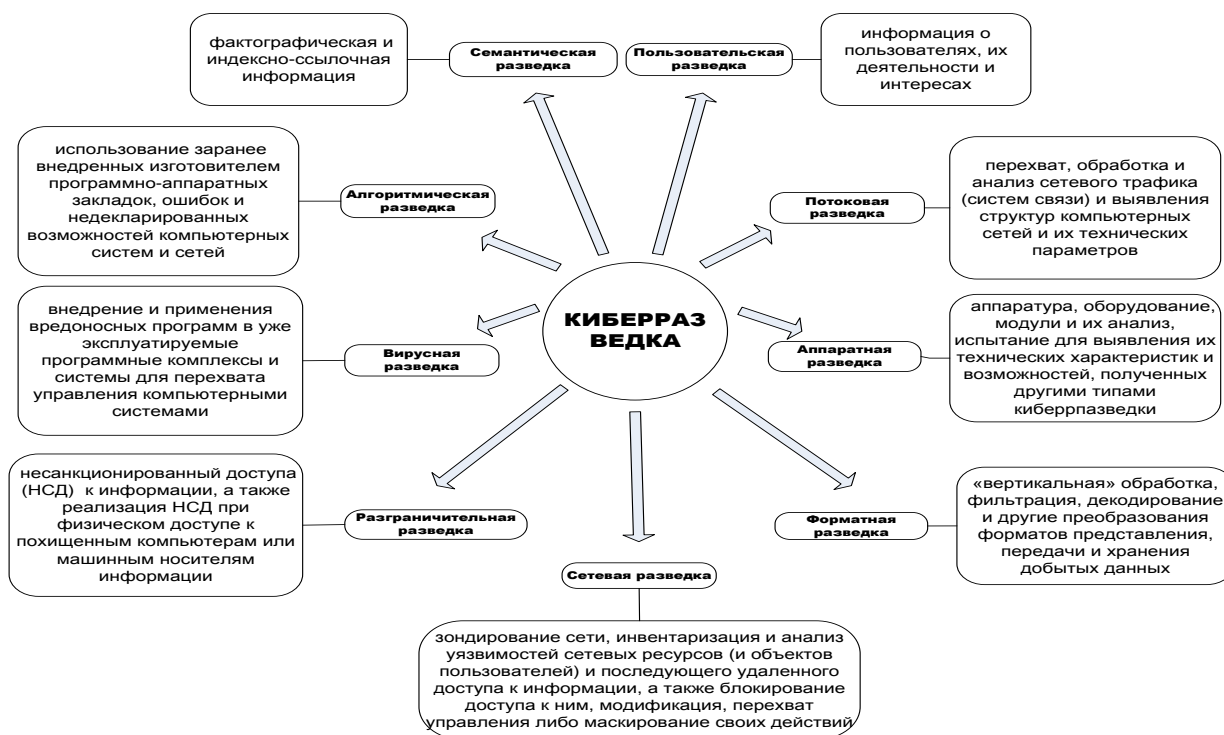 фактографическая и
индексно-ссылочная
информация
Семантическая
разведка
Пользовательская
разведка
информация о
пользователях, их
деятельности и
интересах
использование заранее
внедренных изготовителем
программно-аппаратных
закладок, ошибок и
недекларированных
возможностей компьютерных
систем и сетей
Алгоритмическая
разведка
Потоковая
разведка
перехват, обработка и
анализ сетевого трафика
(систем связи) и выявления
структур компьютерных
сетей и их технических
параметров
КИБЕРРАЗ
ВЕДКА
внедрение и применения
вредоносных программ в уже
эксплуатируемые
программные комплексы и
системы для перехвата
управления компьютерными
системами
Вирусная
разведка
Аппаратная
разведка
аппаратура, оборудование,
модули и их анализ,
испытание для выявления их
технических характеристик и
возможностей, полученных
другими типами
киберрпазведки
несанкционированный доступа
(НСД) к информации, а также
реализация НСД при
физическом доступе к
похищенным компьютерам или
машинным носителям
информации
Разграничительная
разведка
Форматная
разведка
«вертикальная» обработка,
фильтрация, декодирование
и другие преобразования
форматов представления,
передачи и хранения
добытых данных
Сетевая разведка
зондирование сети, инвентаризация и анализ
уязвимостей сетевых ресурсов (и объектов
пользователей) и последующего удаленного
доступа к информации, а также блокирование
доступа к ним, модификация, перехват
управления либо маскирование своих действий